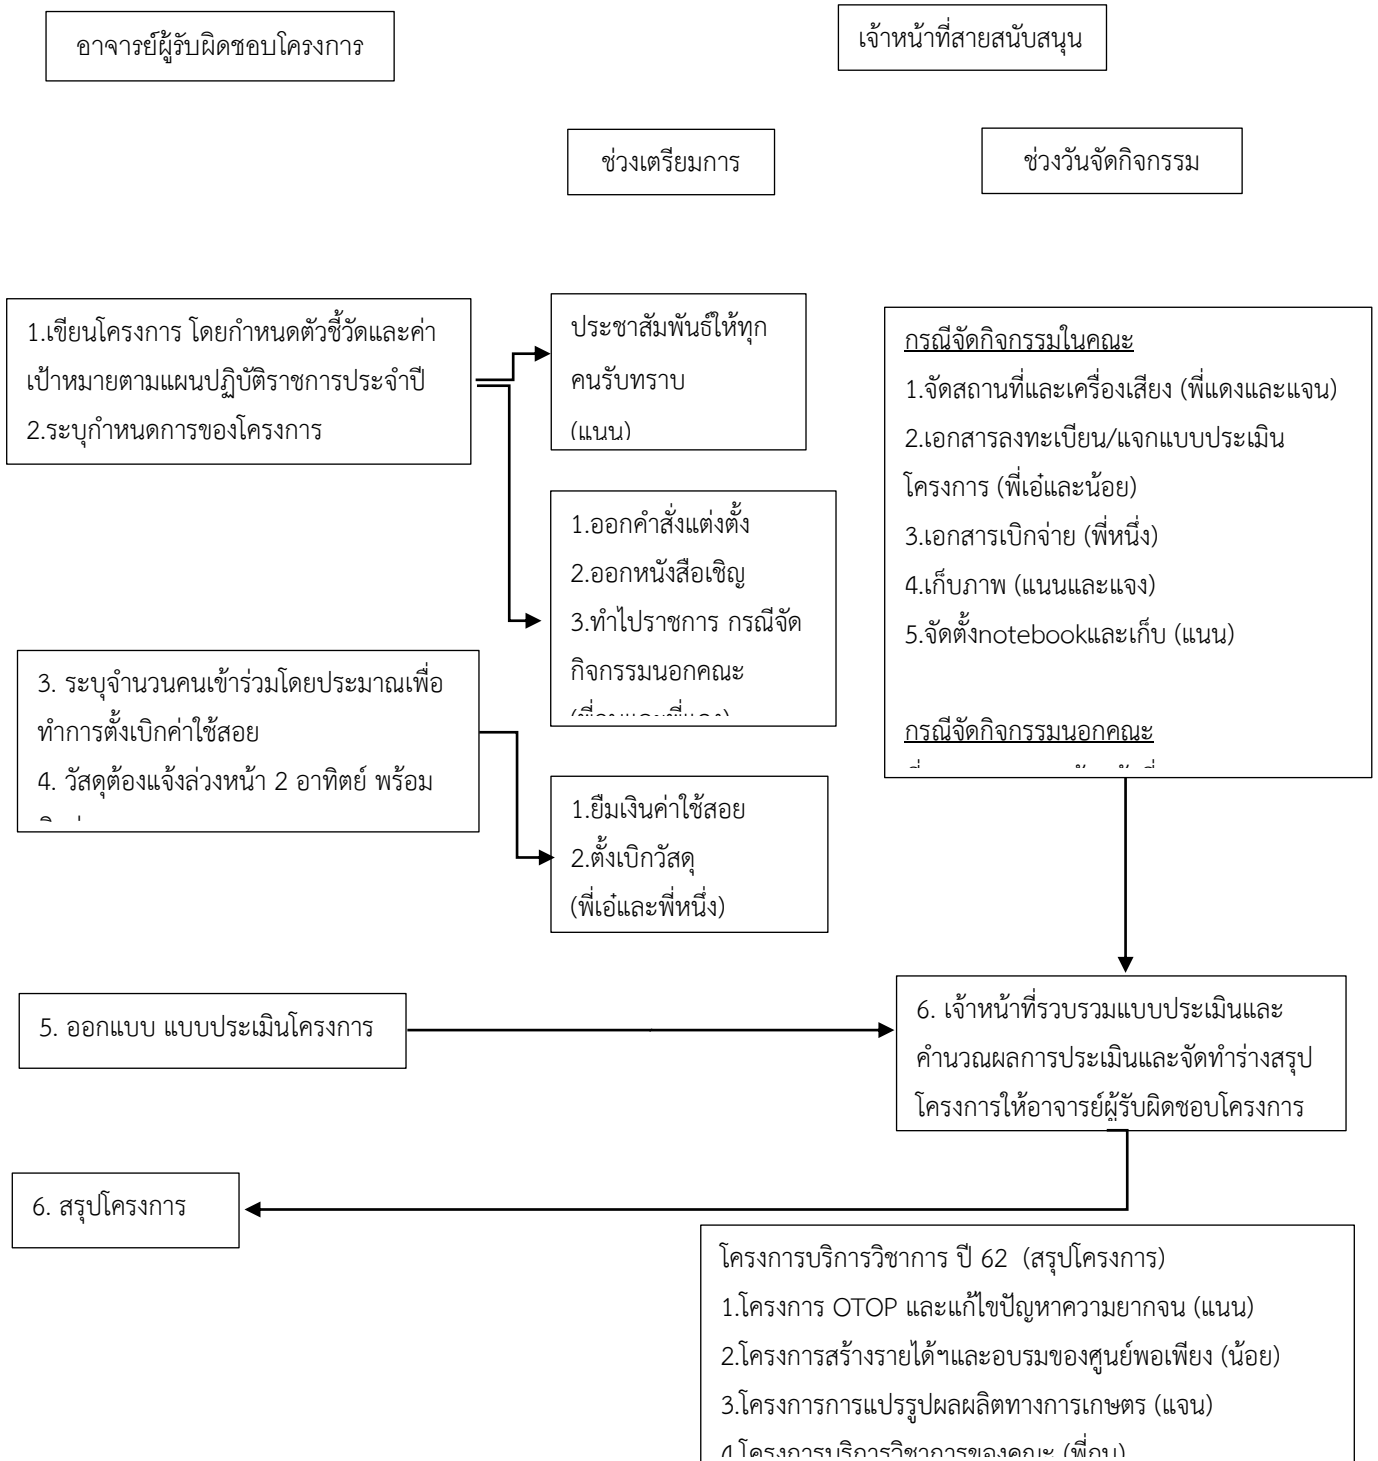 อาจารย์ผู้รับผิดชอบโครงการ
เจ้าหน้าที่สายสนับสนุน
ช่วงเตรียมการ
ช่วงวันจัดกิจกรรม
1.เขียนโครงการ โดยกำหนดตัวชี้วัดและค่า
เป้าหมายตามแผนปฏิบัติราชการประจำปี
2.ระบุกำหนดการของโครงการ
ประชาสัมพันธ์ให้ทุก
คนรับทราบ
(แนน)
1.ออกคำสั่งแต่งตั้ง
2.ออกหนังสือเชิญ
3.ทำไปราชการ กรณีจัด
กิจกรรมนอกคณะ
กรณีจัดกิจกรรมในคณะ
1.จัดสถานที่และเครื่องเสียง (พี่แดงและแจน)
2.เอกสารลงทะเบียน/แจกแบบประเมิน
โครงการ (พี่เอ๋และน้อย)
3.เอกสารเบิกจ่าย (พี่หนึ่ง)
4.เก็บภาพ (แนนและแจง)
5.จัดตั้งnotebookและเก็บ (แนน)
กรณีจัดกิจกรรมนอกคณะ
3. ระบุจำนวนคนเข้าร่วมโดยประมาณเพื่อ
ทำการตั้งเบิกค่าใช้สอย
4. วัสดุต้องแจ้งล่วงหน้า 2 อาทิตย์ พร้อม
1.ยืมเงินค่าใช้สอย
2.ตั้งเบิกวัสดุ
(พี่เอ๋และพี่หนึ่ง)
5. ออกแบบ แบบประเมินโครงการ
6. เจ้าหน้าที่รวบรวมแบบประเมินและ
คำนวณผลการประเมินและจัดทำร่างสรุป
โครงการให้อาจารย์ผู้รับผิดชอบโครงการ
6. สรุปโครงการ
โครงการบริการวิชาการ ปี 62 (สรุปโครงการ)
1.โครงการ OTOP และแก้ไขปัญหาความยากจน (แนน)
2.โครงการสร้างรายได้ฯและอบรมของศูนย์พอเพียง (น้อย)
3.โครงการการแปรรูปผลผลิตทางการเกษตร (แจน)
4.โครงการบริการวิชาการของคณะ (พี่กบ)